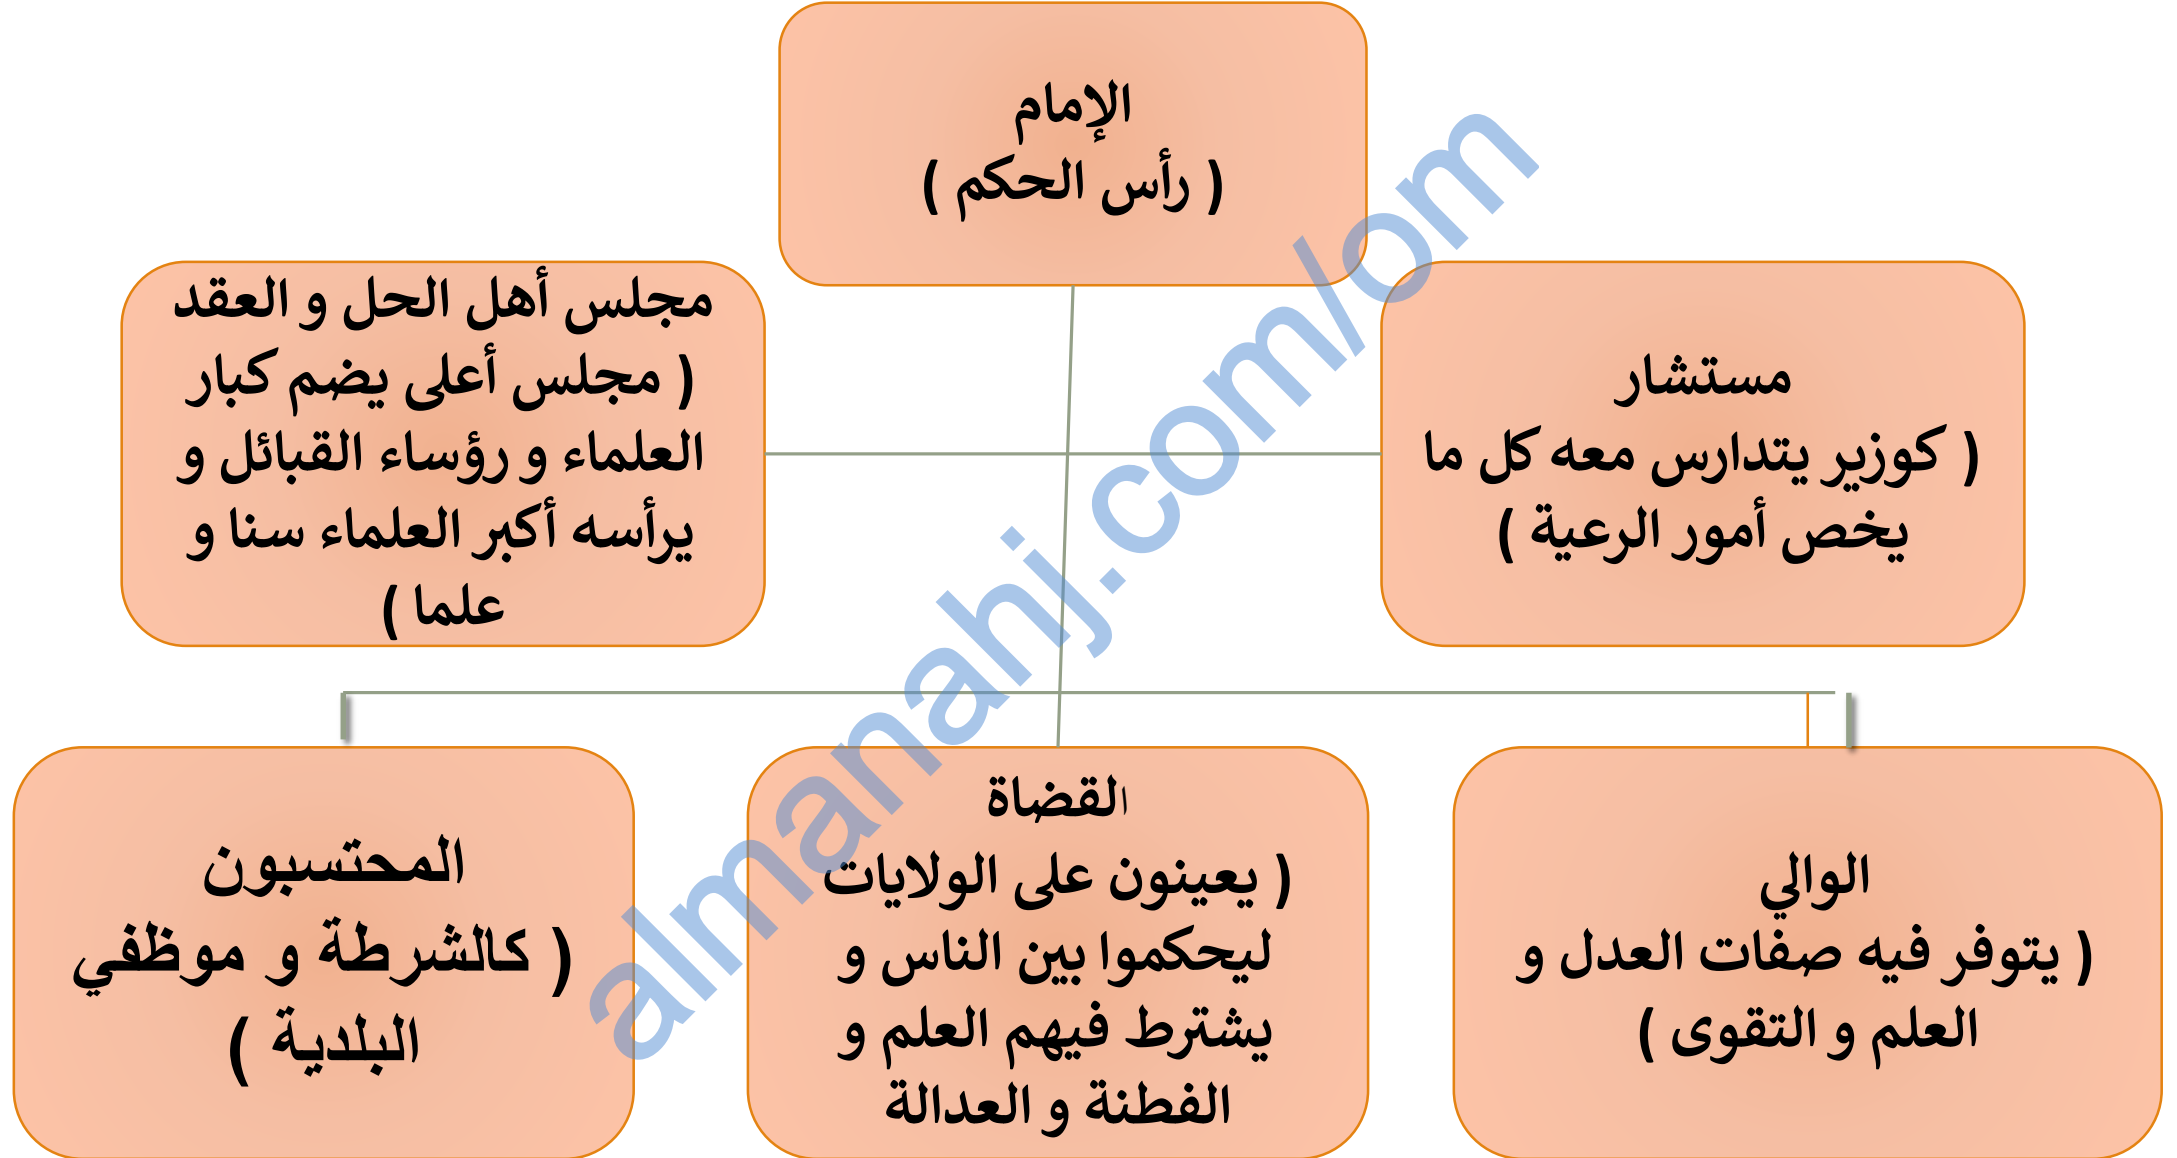 الإمام
( رأس الحكم )
مستشار
( كوزير يتدارس معه كل ما
يخص أمور الرعية )
مجلس أهل الحل و العقد
( مجلس أعلى يضم كبار
العلماء و رؤساء القبائل و
يرأسه أكبر العلماء سنا و
علما )
الوالي
( يتوفر فيه صفات العدل و
العلم و التقوى )
القضاة
( يعينون على الولايات
ليحكموا بين الناس و
يشترط فيهم العلم و
الفطنة و العدالة
المحتسبون
( كالشرطة و موظفي
البلدية )
almanahj.com/om